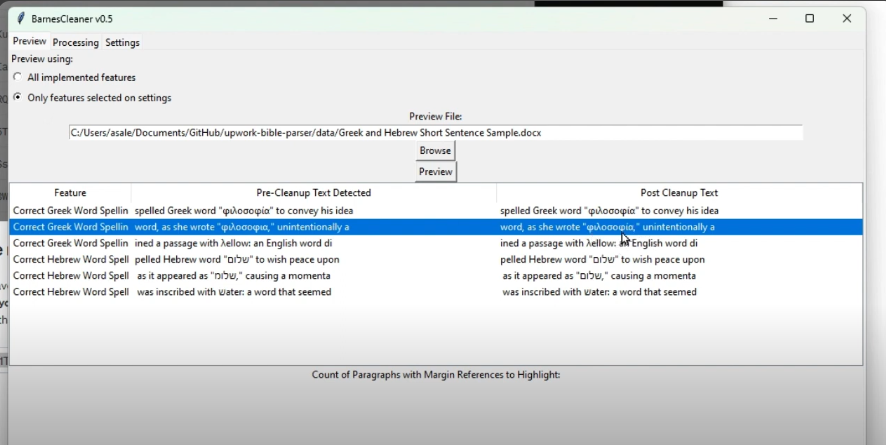 BarnesCleaner v0.5
Preview Processing Settings
Preview using:
All implemented features
Only features selected on settings
Preview File:
C:/Users/asale/Documents/GitHub/upwork-bible-parser/data/Greek and Hebrew Short Sentence Sample.docx
Browse
Preview
Feature Pre-Cleanup Text Detected Post Cleanup Text
Correct Greek Word Spellin spelled Greek word "φιλοσοφία" to convey his idea spelled Greek word "φιλοσοφία" to convey his idea
Correct Greek Word Spellin word, as she wrote "φιλοσοφια," unintentionally a word, as she wrote "φιλοσοφία," unintentionally a
Correct Greek Word Spellin ined a passage with λellow: an English word di ined a passage with λellow: an English word di
Correct Hebrew Word Spell pelled Hebrew word "שלום" to wish peace upon pelled Hebrew word "שלום" to wish peace upon
Correct Hebrew Word Spell as it appeared as "שלומ," causing a momenta as it appeared as "שלומ," causing a momenta
Correct Hebrew Word Spell was inscribed with שater: a word that seemed was inscribed with שater: a word that seemed
Count of Paragraphs with Margin References to Highlight: